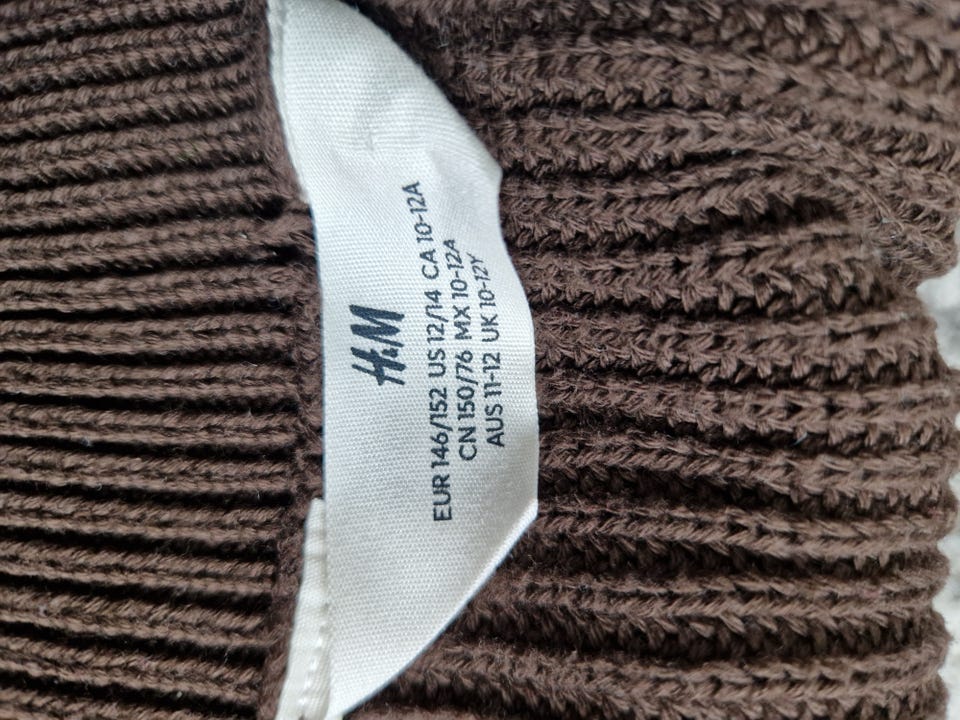 H&M
EUR 146/152 US 12/14 CA 10-12A
CN 150/76 MX 10-12A
AUS 11-12 UK 10-12Y